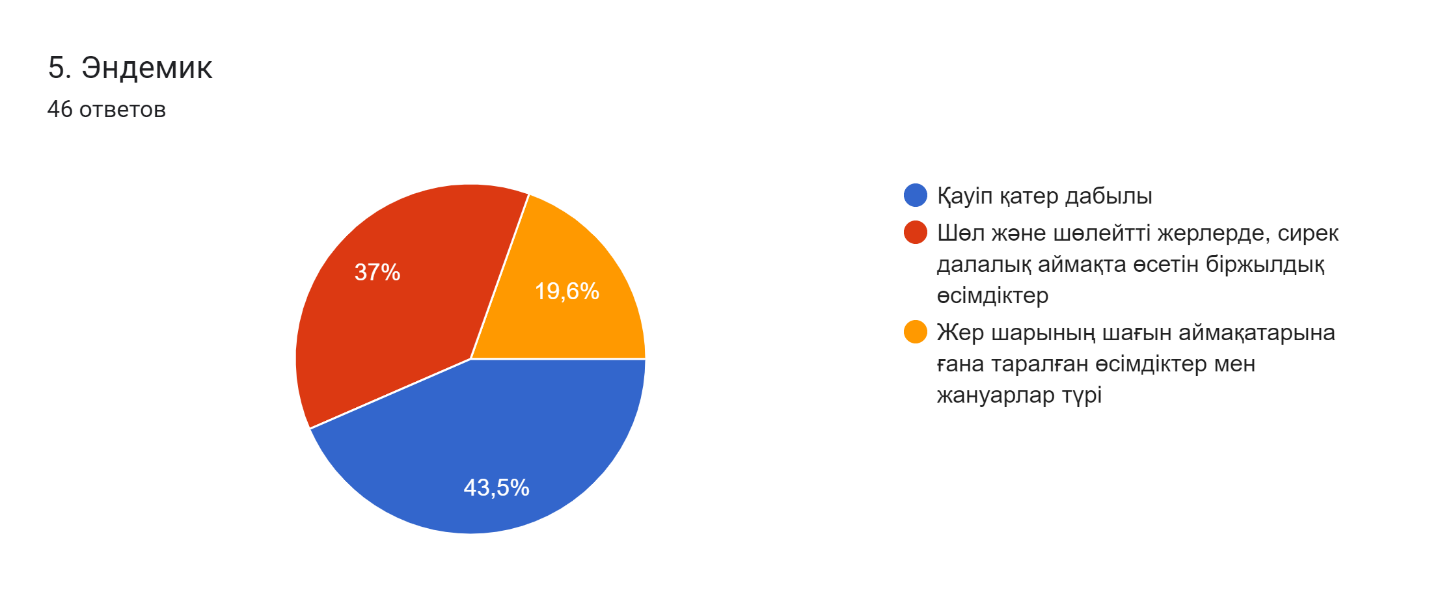 5. Эндемик
46 ответов
37%
19,6%
43,5%
Қауіп қатер дабылы
Шөл және шөлейтті жерлерде, сирек
далалық аймақта өсетін біржылдық
өсімдіктер
Жер шарының шағын аймақатарына
ғана таралған өсімдіктер мен
жануарлар түрі